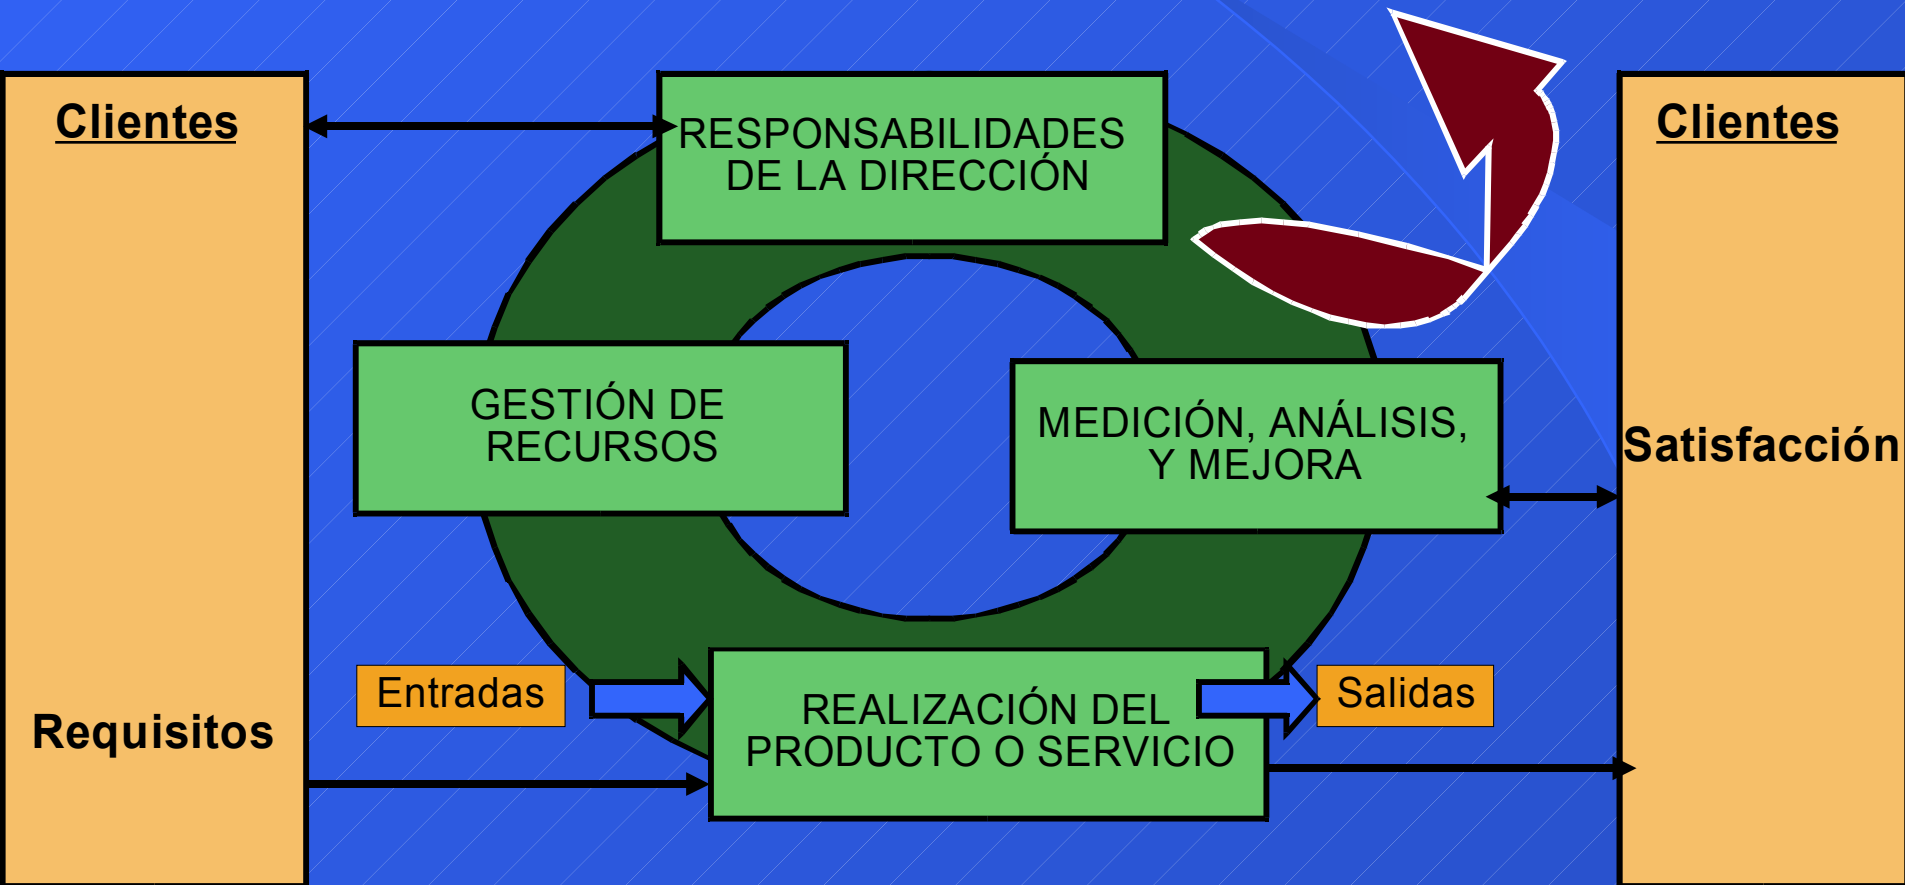 Clientes
RESPONSABILIDADES
DE LA DIRECCIÓN
Clientes
GESTIÓN DE
RECURSOS
MEDICIÓN, ANÁLISIS,
Y MEJORA
Satisfacción
Requisitos
Entradas
REALIZACIÓN DEL
PRODUCTO O SERVICIO
Salidas